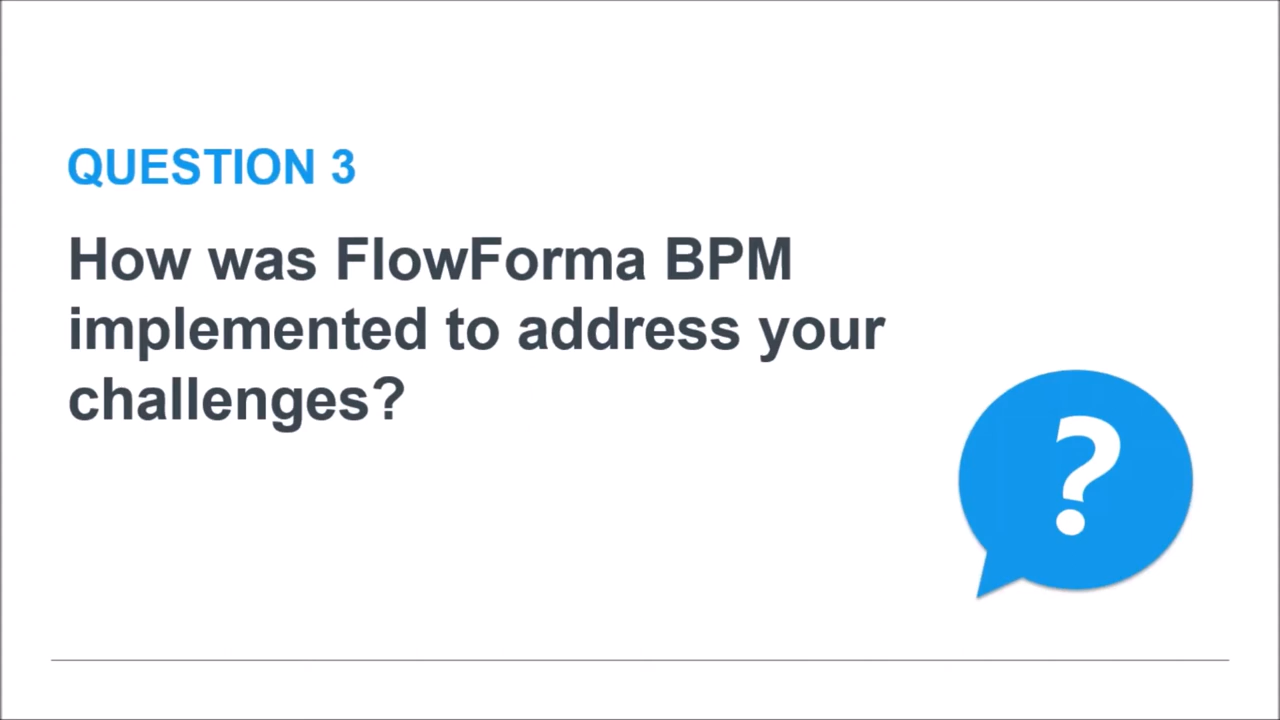 QUESTION 3
How was FlowForma BPM
implemented to address your
challenges?
?